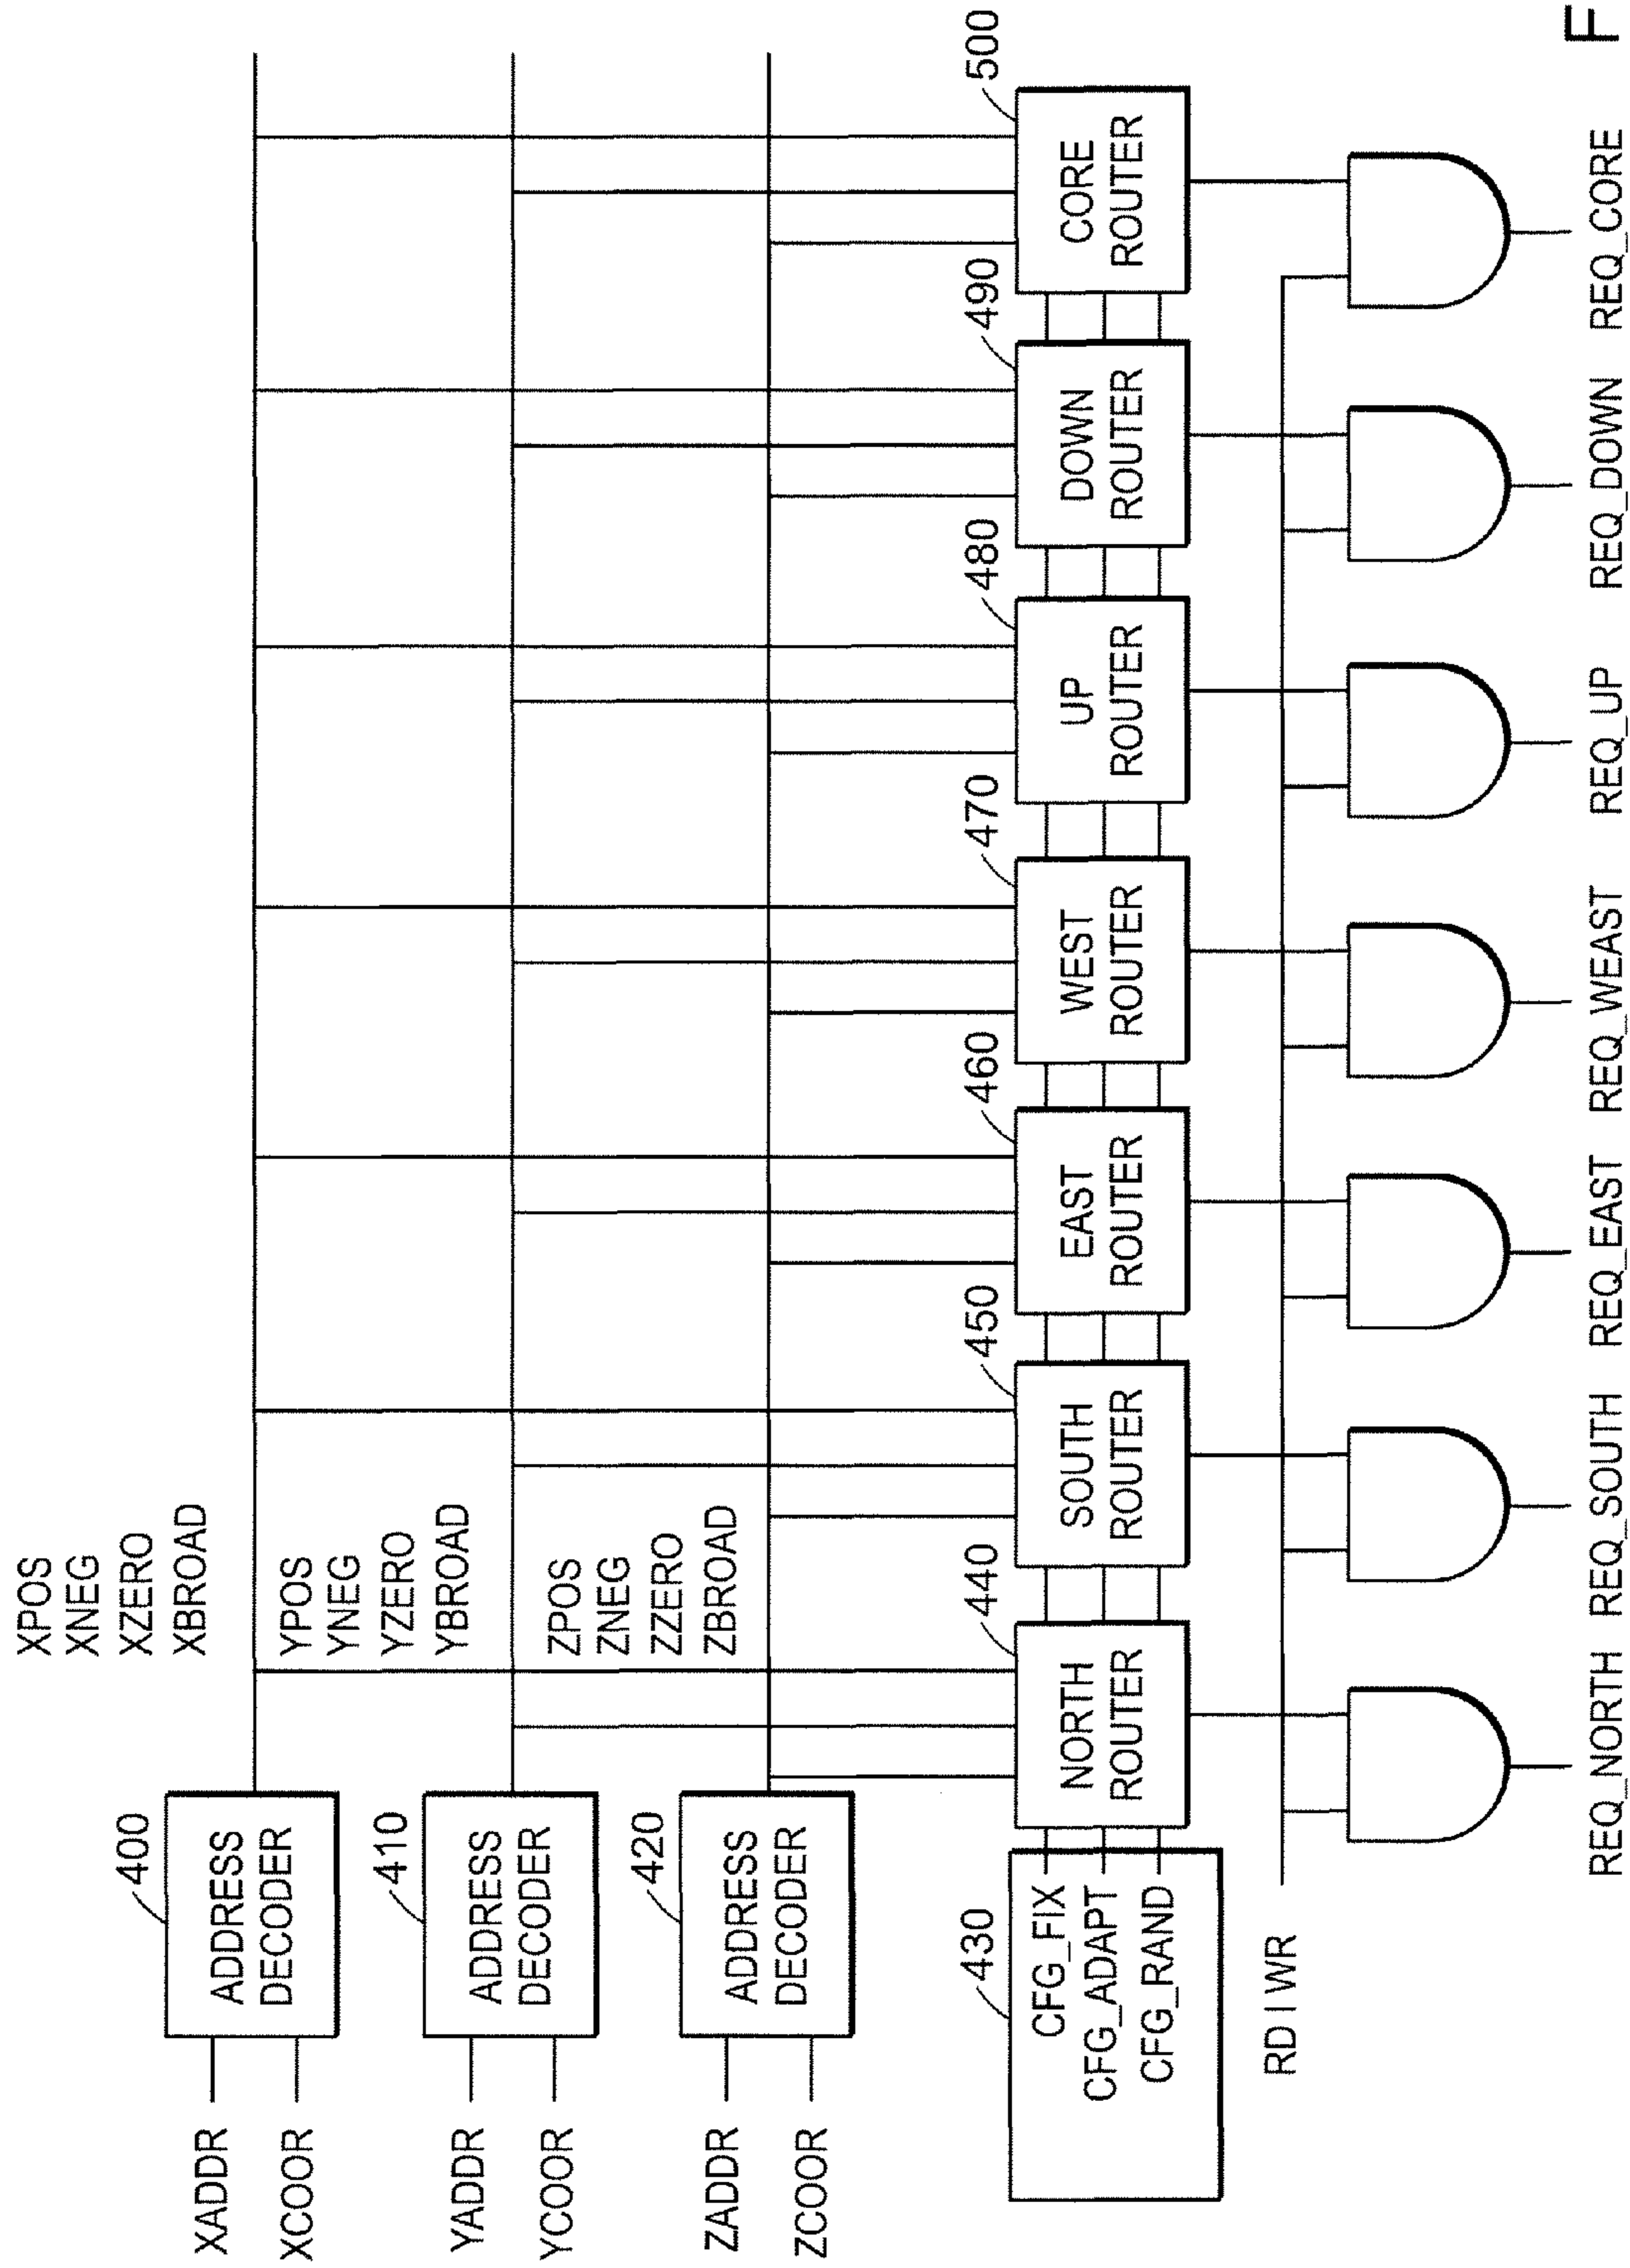 XPOS
XNEG
XZERO
XBROAD
400
ADDRESS
DECODER
XADDR
XCOOR
YPOS
YNEG
YZERO
YBROAD
410
ADDRESS
DECODER
YADDR
YCOOR
ZPOS
ZNEG
ZZERO
ZBROAD
420
ADDRESS
DECODER
ZADDR
ZCOOR
430
CFG_FIX
CFG_ADAPT
CFG_RAND
440
NORTH
ROUTER
450
SOUTH
ROUTER
460
EAST
ROUTER
470
WEST
ROUTER
480
UP
ROUTER
490
DOWN
ROUTER
500
CORE
ROUTER
RD|WR
REQ_NORTH
REQ_SOUTH
REQ_EAST
REQ_WEAST
REQ_UP
REQ_DOWN
REQ_CORE
F